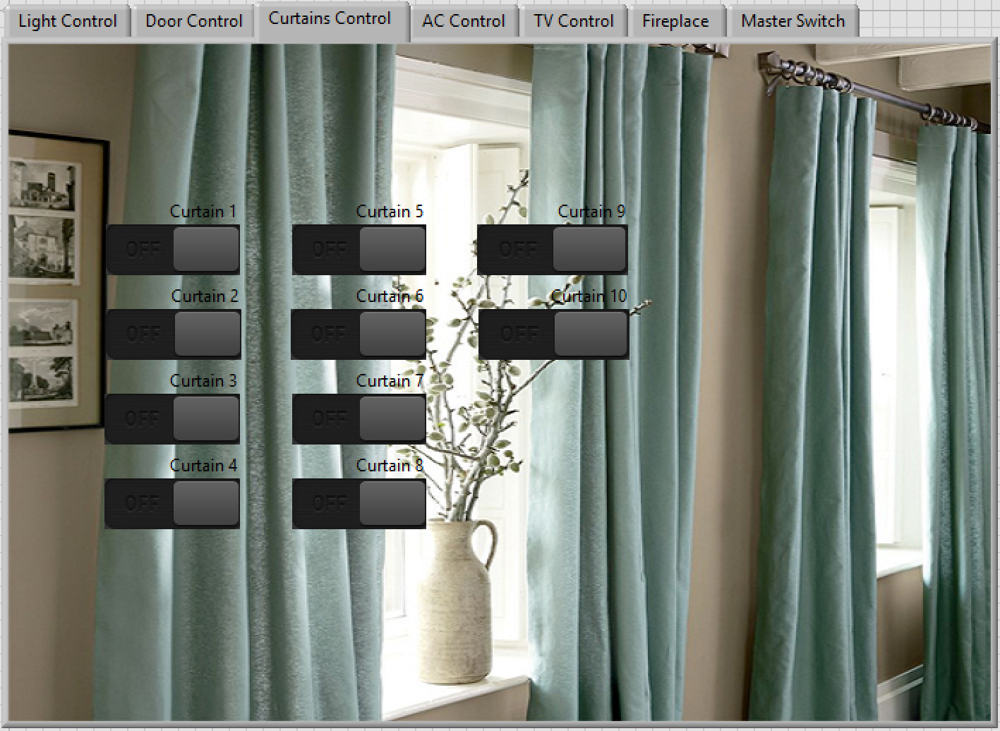 Light Control Door Control Curtains Control AC Control TV Control Fireplace Master Switch
Curtain 1 Curtain 5 Curtain 9
OFF OFF OFF
Curtain 2 Curtain 6 Curtain 10
OFF OFF OFF
Curtain 3 Curtain 7
OFF OFF
Curtain 4 Curtain 8
OFF OFF